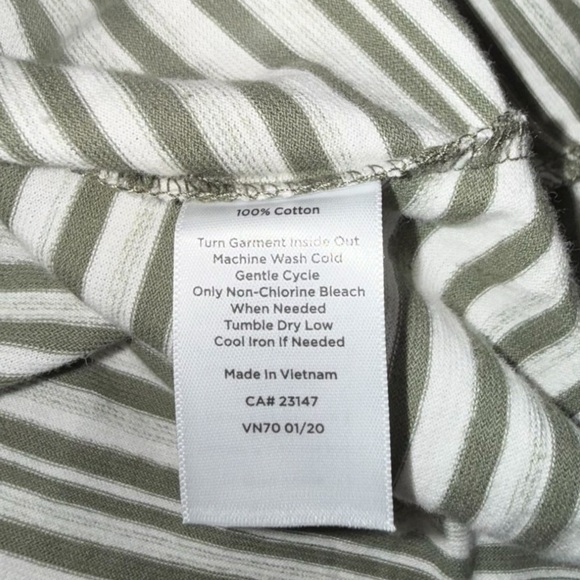 100% Cotton
Turn Garment Inside Out
Machine Wash Cold
Gentle Cycle
Only Non-Chlorine Bleach
When Needed
Tumble Dry Low
Cool Iron If Needed
Made In Vietnam
CA# 23147
VN70 01/20